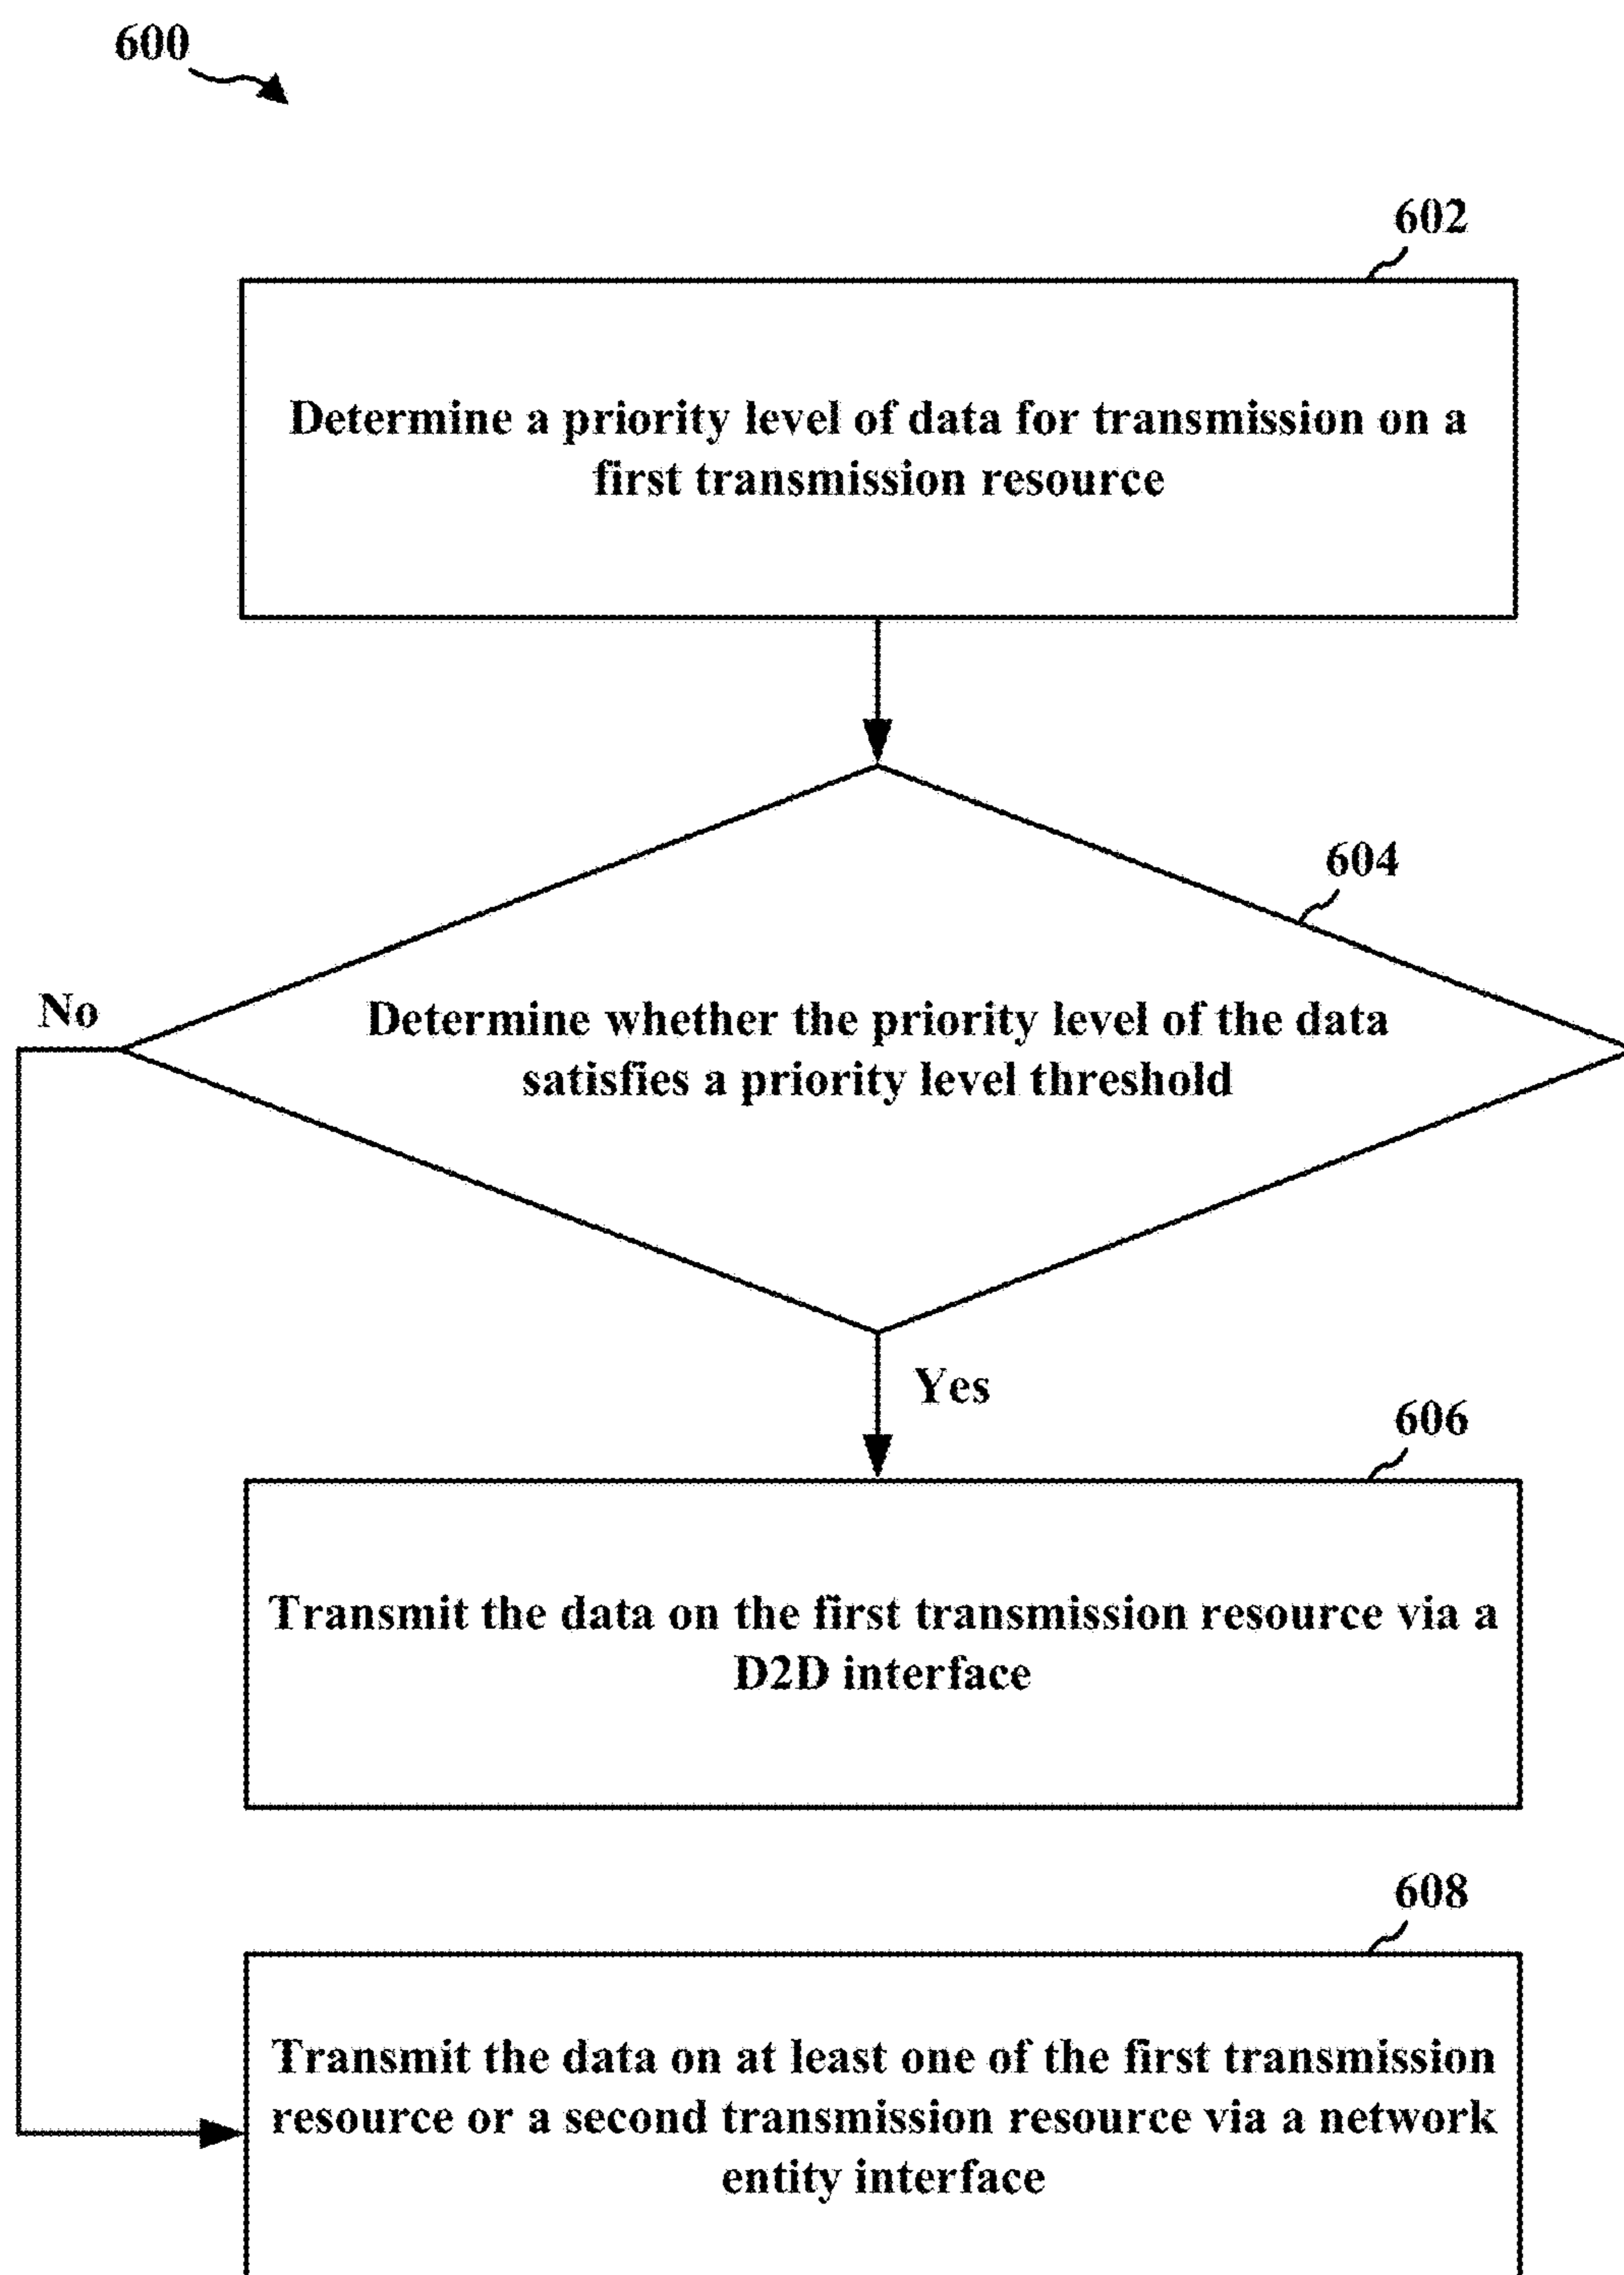 600
602
Determine a priority level of data for transmission on a
first transmission resource
604
No
Determine whether the priority level of the data
satisfies a priority level threshold
Yes
606
Transmit the data on the first transmission resource via a
D2D interface
608
Transmit the data on at least one of the first transmission
resource or a second transmission resource via a network
entity interface